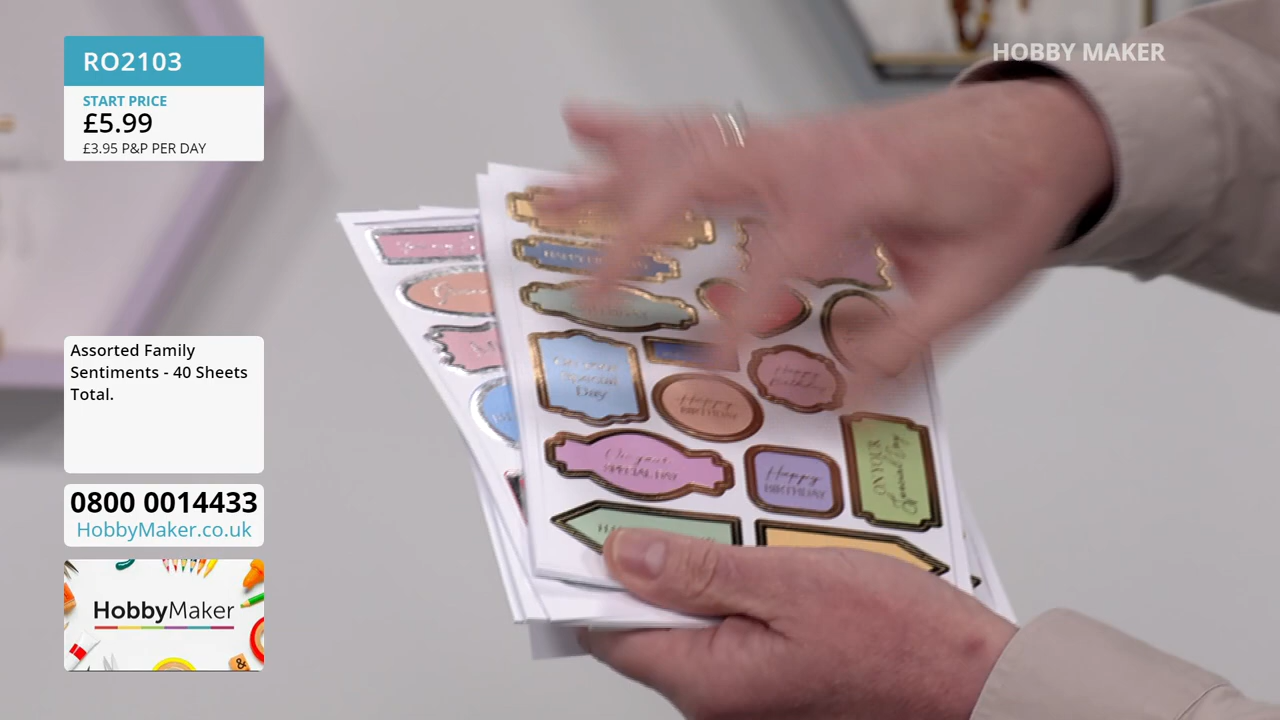 RO2103
START PRICE
£5.99
£3.95 P&P PER DAY
HOBBY MAKER
Assorted Family
Sentiments - 40 Sheets
Total.
0800 0014433
HobbyMaker.co.uk
HobbyMaker
&
On your
Special
Day
Happy
BIRTHDAY
Happy
Birthday
On your
SPECIAL DAY
Happy
BIRTHDAY
ON YOUR
Special Day